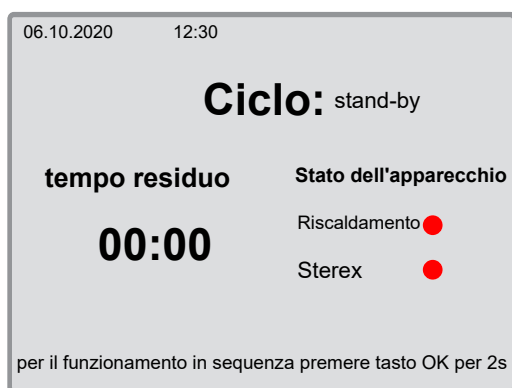 06.10.2020 12:30
Ciclo: stand-by
tempo residuo
00:00
Stato dell'apparecchio
Riscaldamento
Sterex
per il funzionamento in sequenza premere tasto OK per 2s